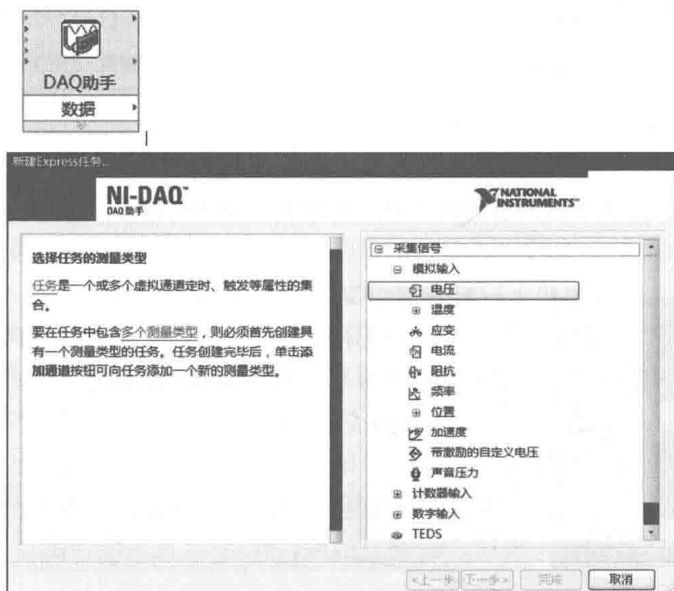 DAQ助手
数据
新建Express任务...
NI-DAQ™
DAQ 助手
NATIONAL
INSTRUMENTS™
选择任务的测量类型
任务是一个或多个虚拟通道定时、触发等属性的集
合。
要在任务中包含多个测量类型，则必须首先创建具
有一个测量类型的任务。任务创建完毕后，单击添
加通道按钮可向任务添加一个新的测量类型。
采集信号
模拟输入
电压
温度
应变
电流
阻抗
频率
位置
加速度
带激励的自定义电压
声音压力
计数器输入
数字输入
TEDS
<上一步 下一步> 完成 取消